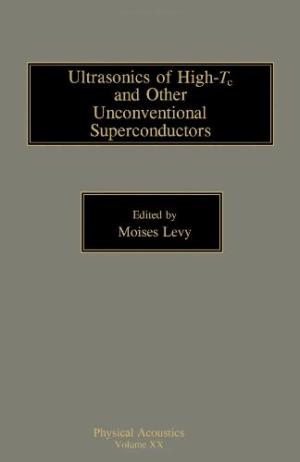 Ultrasonics of High-Tc
and Other
Unconventional
Superconductors
Edited by
Moises Levy
Physical Acoustics
Volume XX